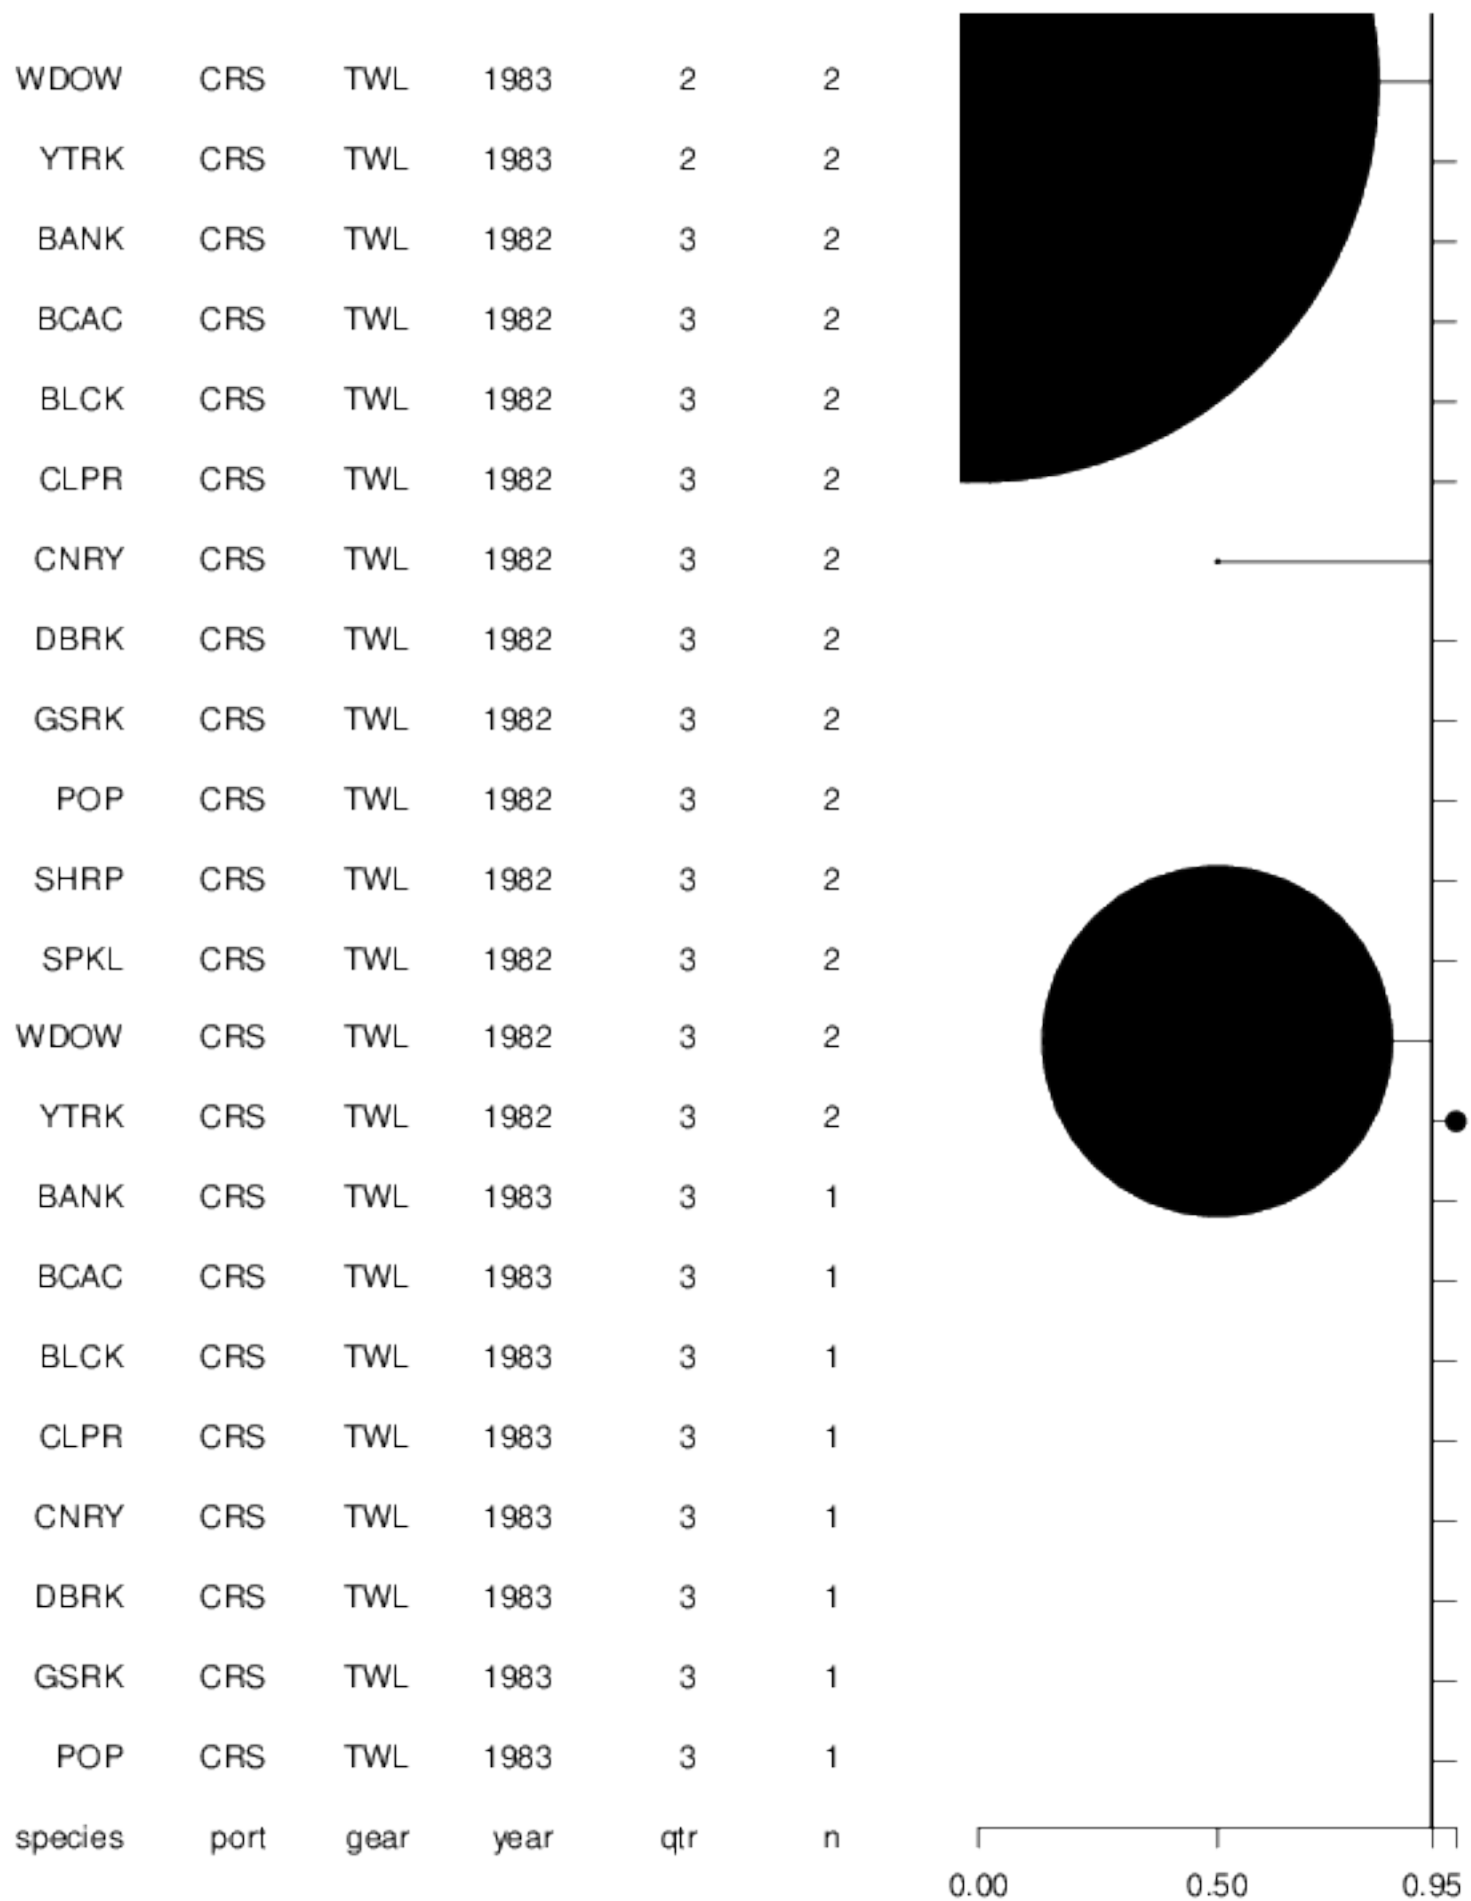 WDOW CRS TWL 1983 2 2
YTRK CRS TWL 1983 2 2
BANK CRS TWL 1982 3 2
BCAC CRS TWL 1982 3 2
BLCK CRS TWL 1982 3 2
CLPR CRS TWL 1982 3 2
CNRY CRS TWL 1982 3 2
DBRK CRS TWL 1982 3 2
GSRK CRS TWL 1982 3 2
POP CRS TWL 1982 3 2
SHRP CRS TWL 1982 3 2
SPKL CRS TWL 1982 3 2
WDOW CRS TWL 1982 3 2
YTRK CRS TWL 1982 3 2
BANK CRS TWL 1983 3 1
BCAC CRS TWL 1983 3 1
BLCK CRS TWL 1983 3 1
CLPR CRS TWL 1983 3 1
CNRY CRS TWL 1983 3 1
DBRK CRS TWL 1983 3 1
GSRK CRS TWL 1983 3 1
POP CRS TWL 1983 3 1
species port gear year qtr n
0.00 0.50 0.95